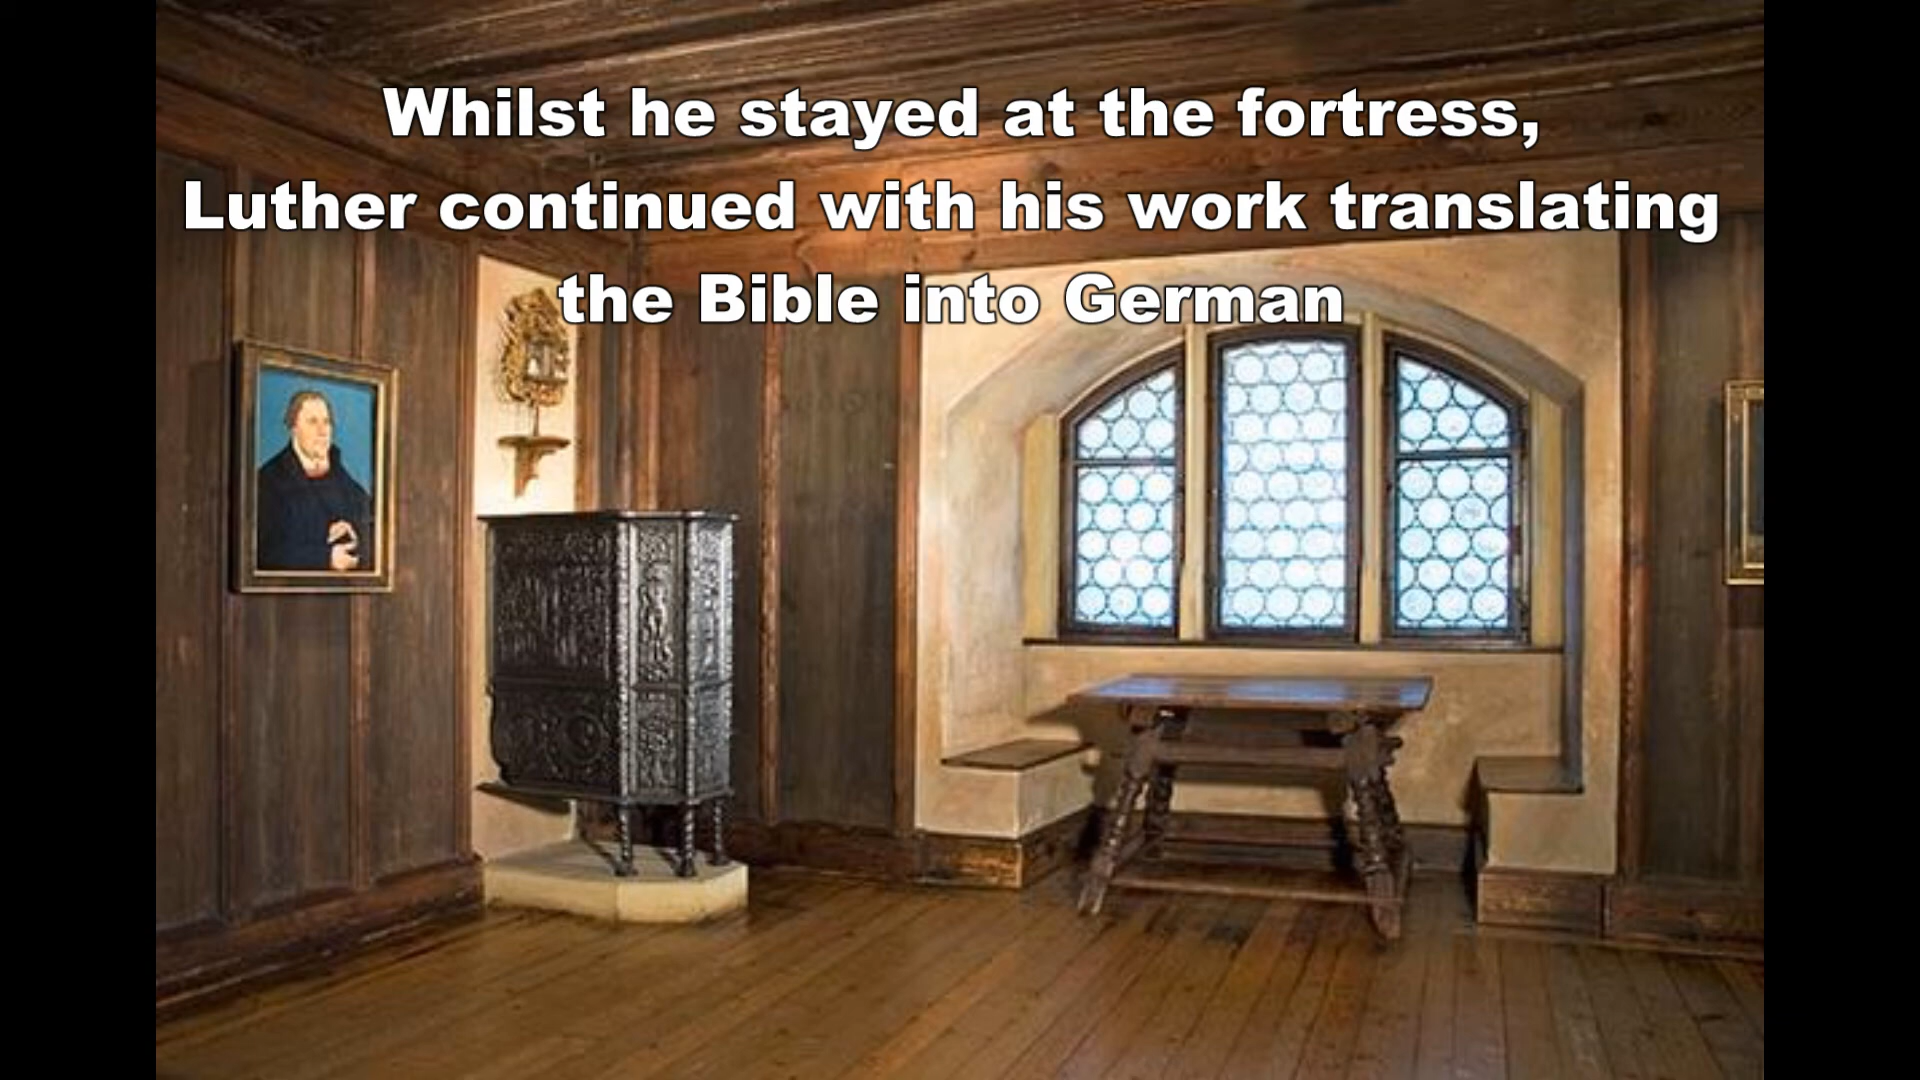 Whilst he stayed at the fortress,
Luther continued with his work translating
the Bible into German